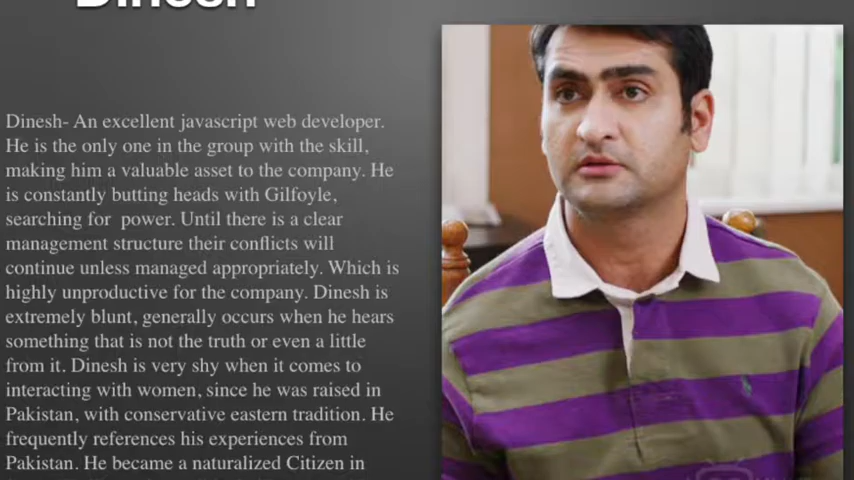 Dinesh
Dinesh- An excellent javascript web developer.
He is the only one in the group with the skill,
making him a valuable asset to the company. He
is constantly butting heads with Gilfoyle,
searching for  power. Until there is a clear
management structure their conflicts will
continue unless managed appropriately. Which is
highly unproductive for the company. Dinesh is
extremely blunt, generally occurs when he hears
something that is not the truth or even a little
from it. Dinesh is very shy when it comes to
interacting with women, since he was raised in
Pakistan, with conservative eastern tradition. He
frequently references his experiences from
Pakistan. He became a naturalized Citizen in